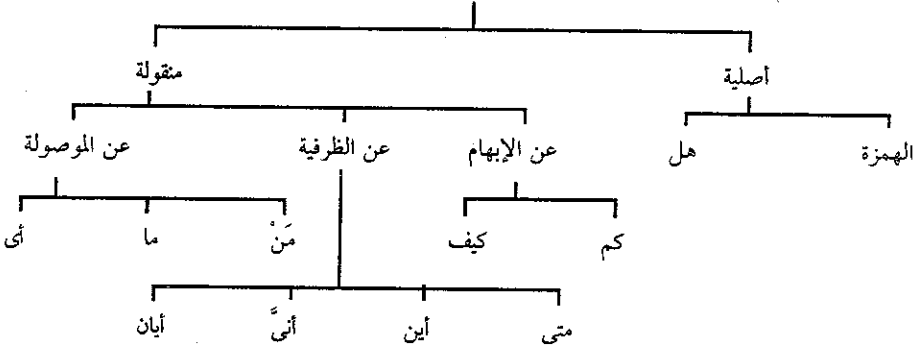 أصلية منقولة
الهمزة هل عن الإبهام عن الظرفية عن الموصولة
كم كيف مَنْ ما أى
متى أين أنىَّ أيان